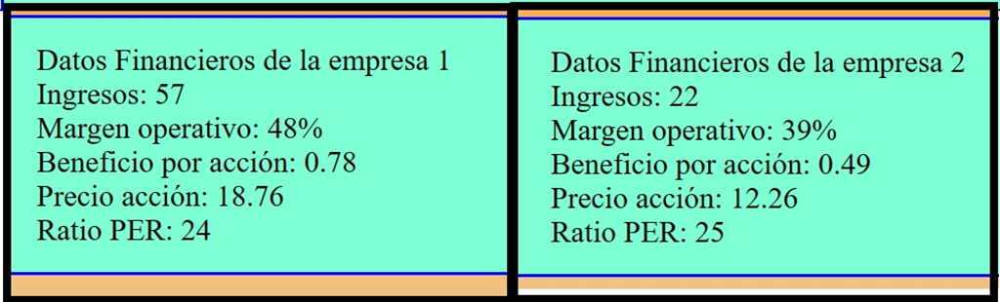 Datos Financieros de la empresa 1
Ingresos: 57
Margen operativo: 48%
Beneficio por acción: 0.78
Precio acción: 18.76
Ratio PER: 24
Datos Financieros de la empresa 2
Ingresos: 22
Margen operativo: 39%
Beneficio por acción: 0.49
Precio acción: 12.26
Ratio PER: 25